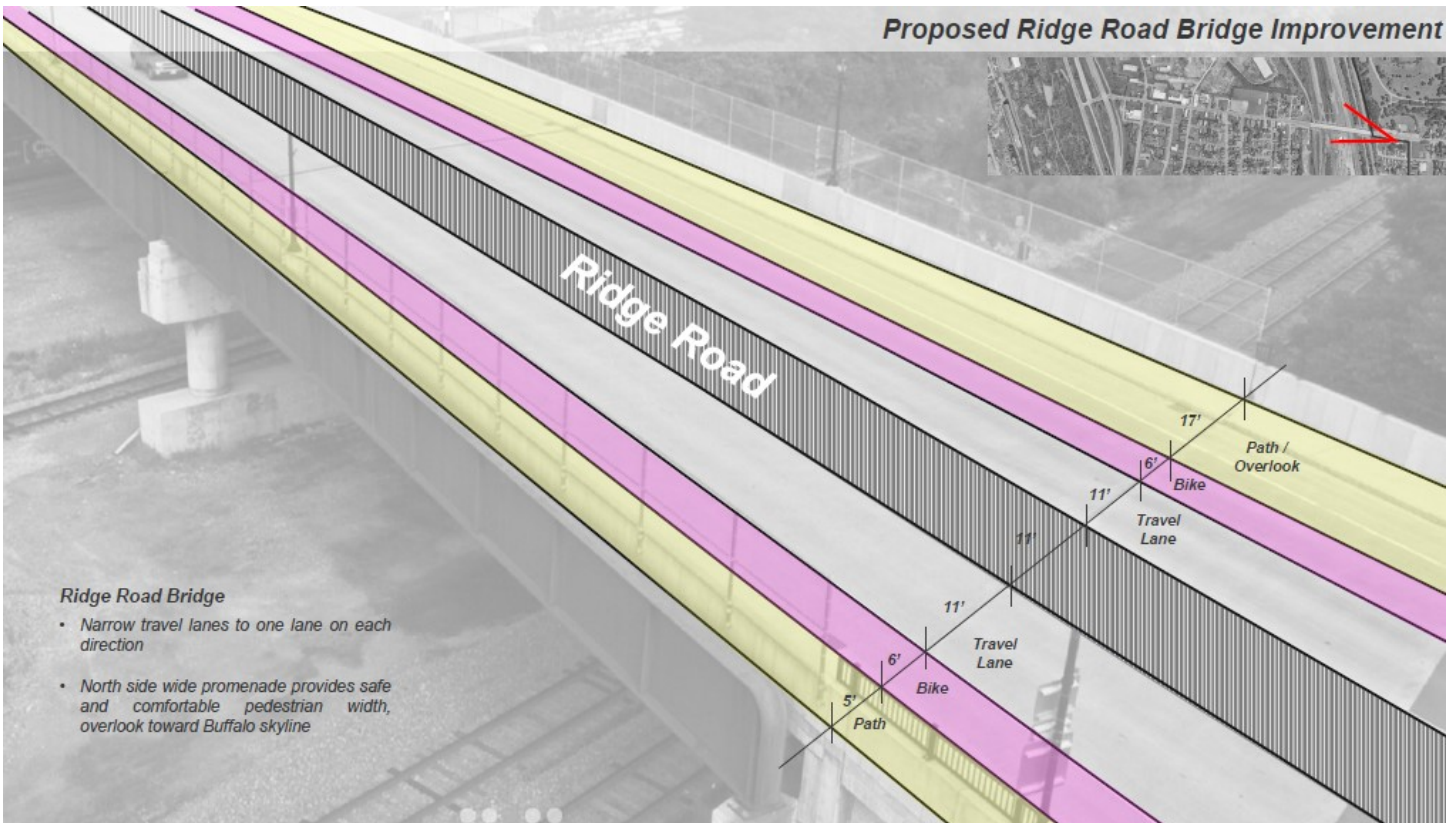 Proposed Ridge Road Bridge Improvement
Ridge Road
17'
Path /
Overlook
6'
Bike
11'
Travel
Lane
11'
11'
Travel
Lane
6'
Bike
5'
Path
Ridge Road Bridge
• Narrow travel lanes to one lane on each
direction
• North side wide promenade provides safe
and comfortable pedestrian width,
overlook toward Buffalo skyline